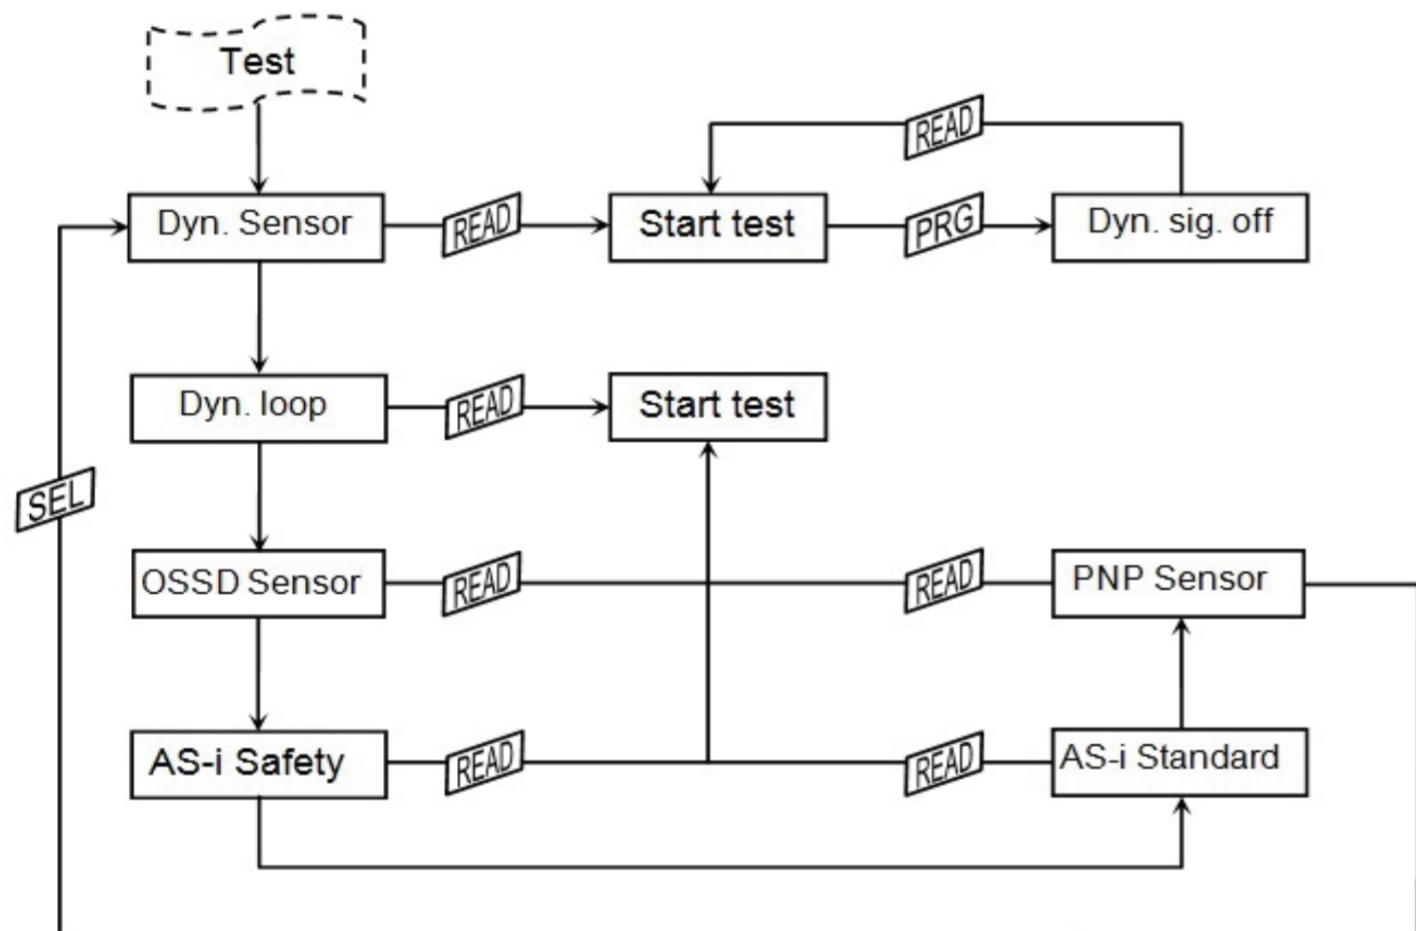 Test
READ
Dyn. Sensor
READ
Start test
PRG
Dyn. sig. off
Dyn. loop
READ
Start test
SEL
OSSD Sensor
READ
READ
PNP Sensor
AS-i Safety
READ
READ
AS-i Standard